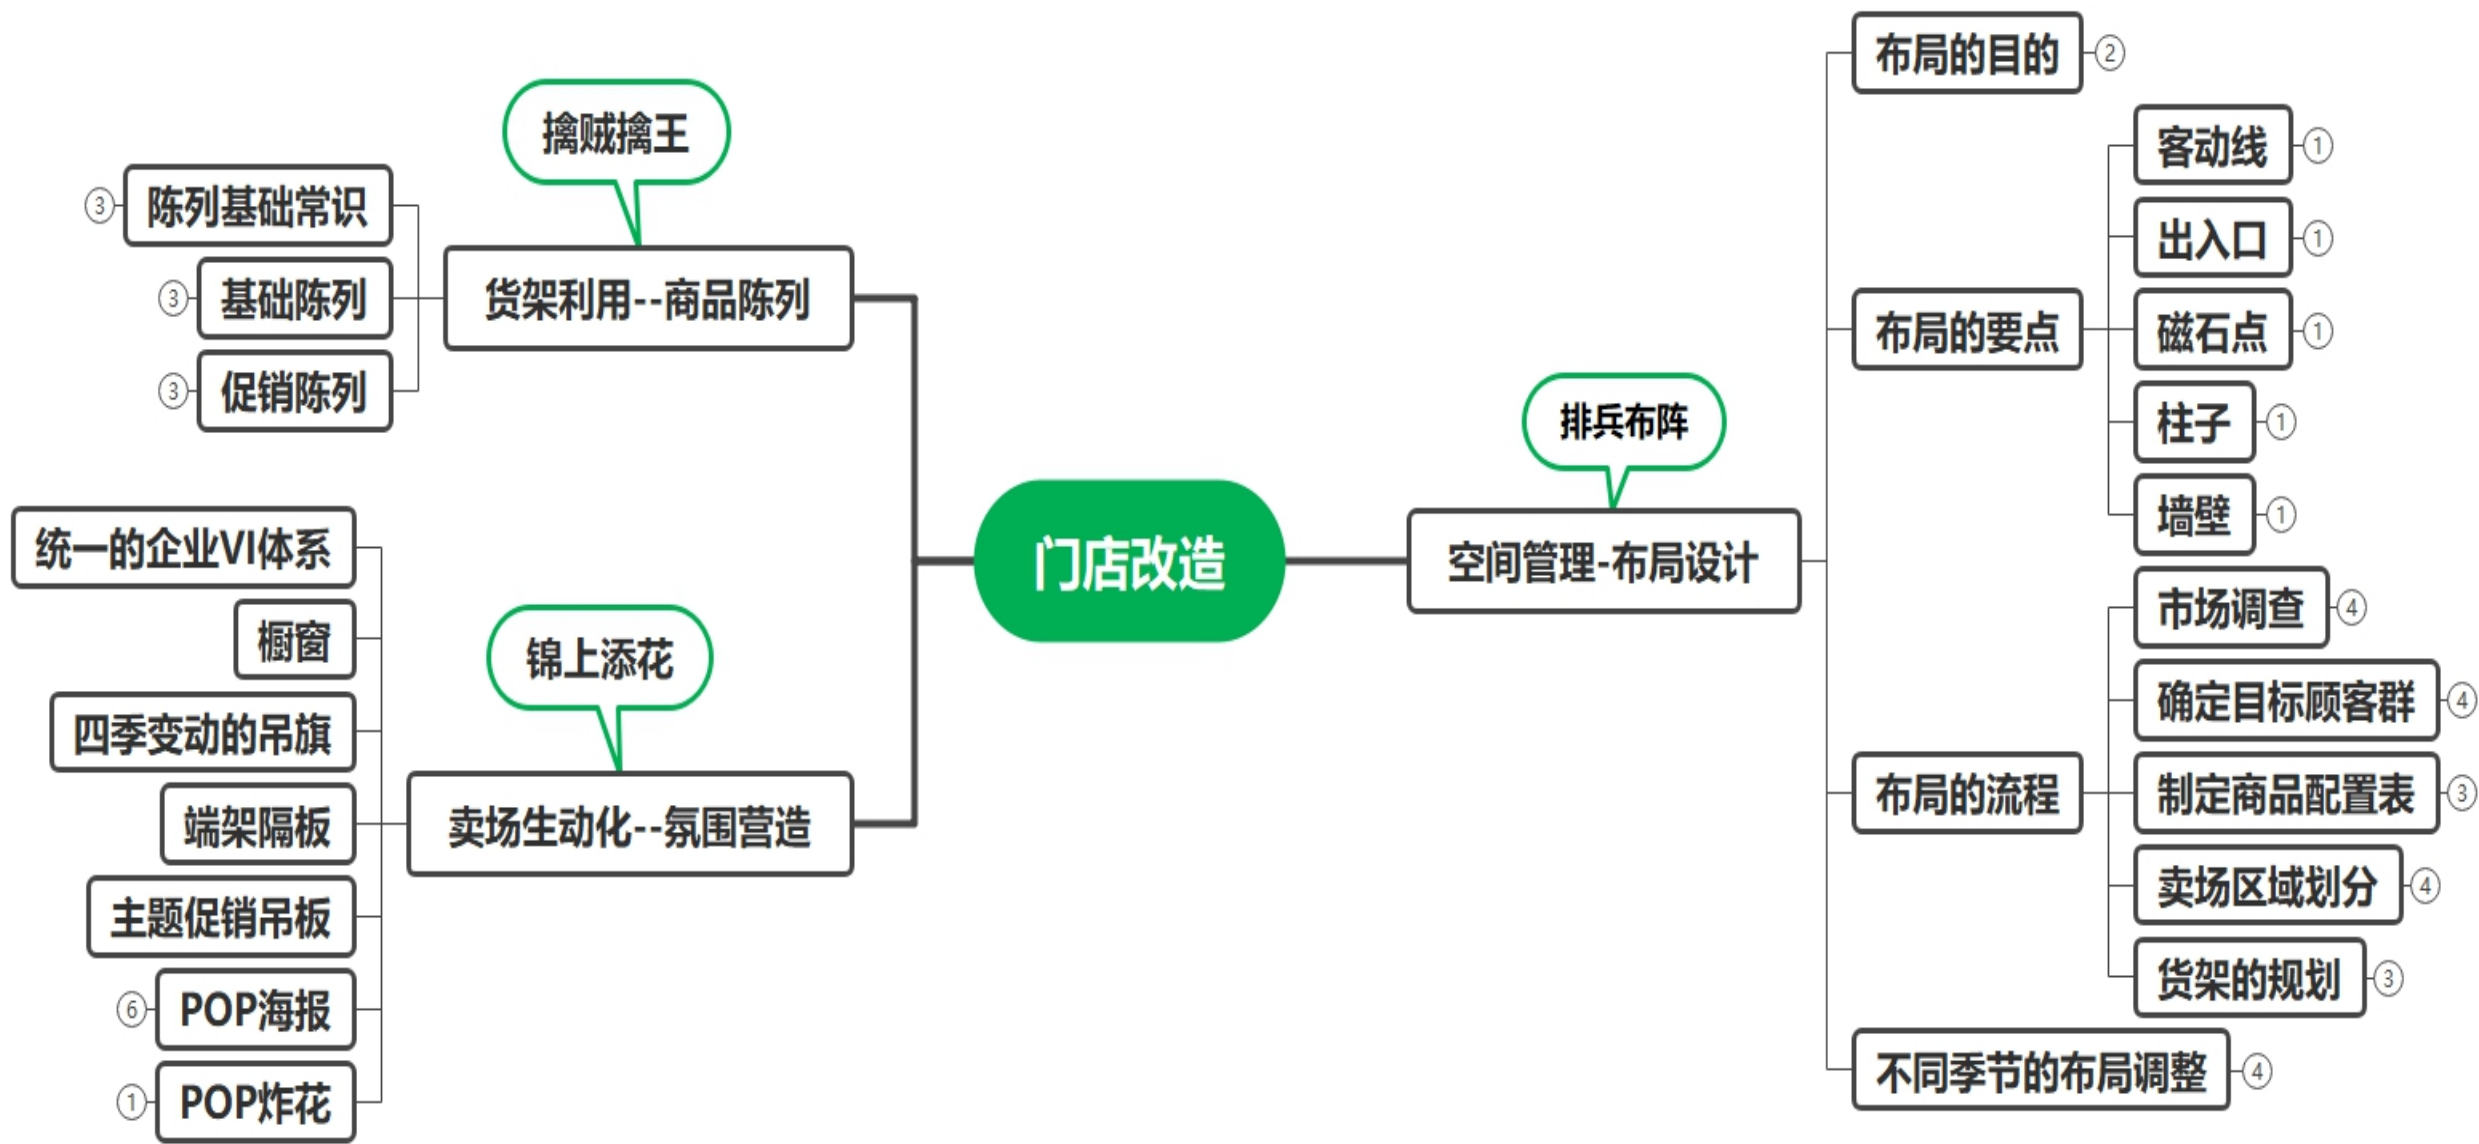 门店改造
排兵布阵
空间管理-布局设计
布局的目的
2
布局的要点
客动线
1
出入口
1
磁石点
1
柱子
1
墙壁
1
布局的流程
市场调查
4
确定目标顾客群
4
制定商品配置表
3
卖场区域划分
4
货架的规划
3
不同季节的布局调整
4
擒贼擒王
货架利用--商品陈列
陈列基础常识
3
基础陈列
3
促销陈列
3
锦上添花
卖场生动化--氛围营造
统一的企业VI体系
橱窗
四季变动的吊旗
端架隔板
主题促销吊板
POP海报
6
POP炸花
1